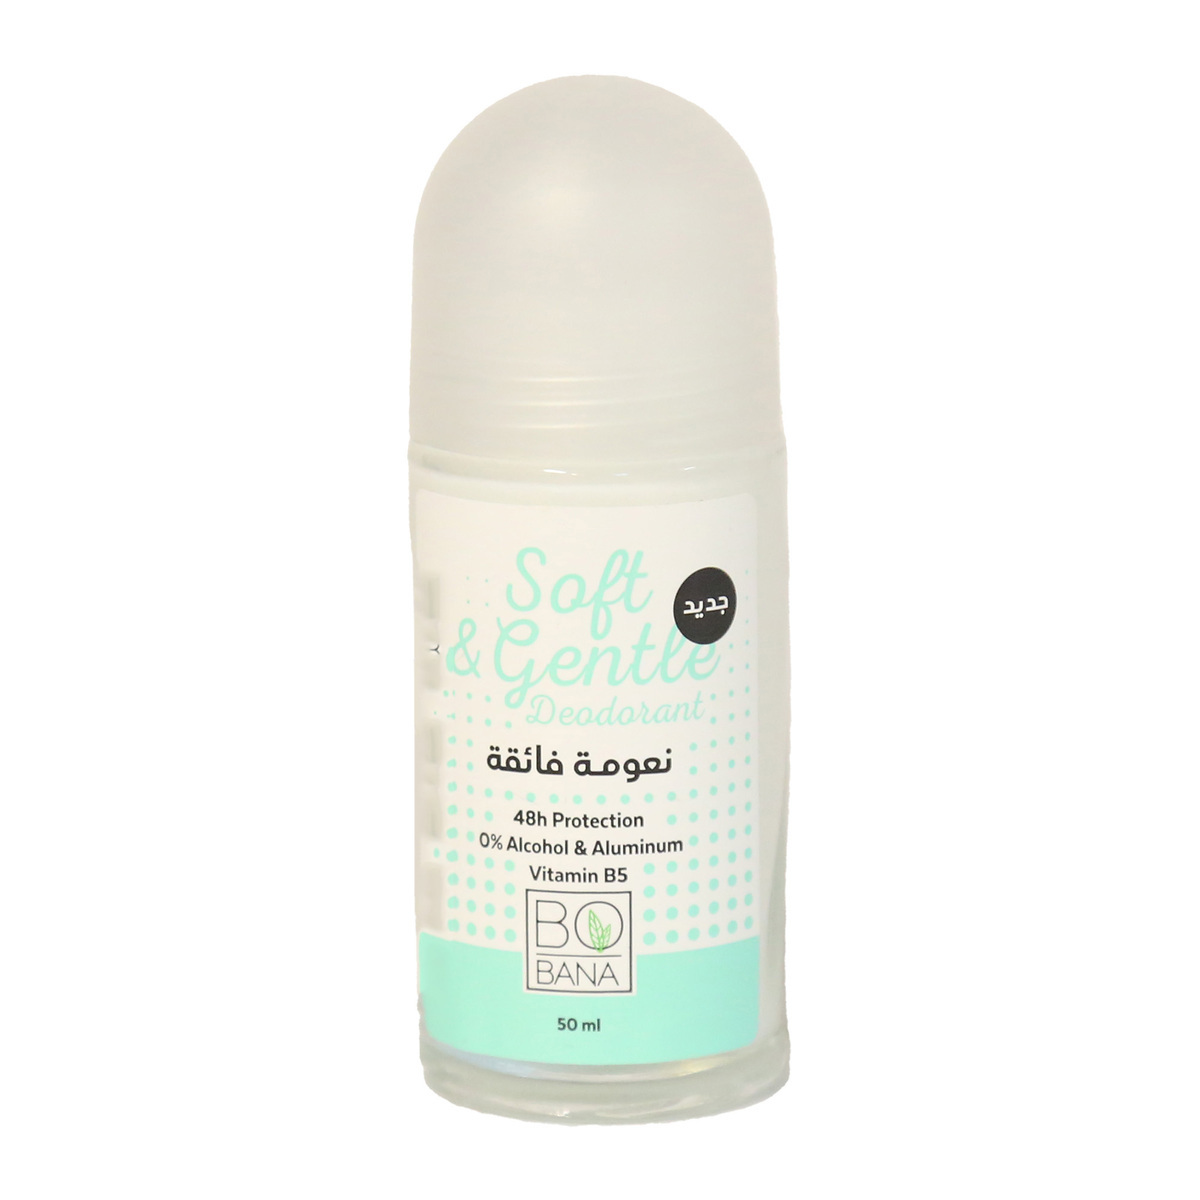 Soft
جديد
& Gentle
Deodorant
نعومة فائقة
48h Protection
0% Alcohol & Aluminum
Vitamin B5
BO
BANA
50 ml